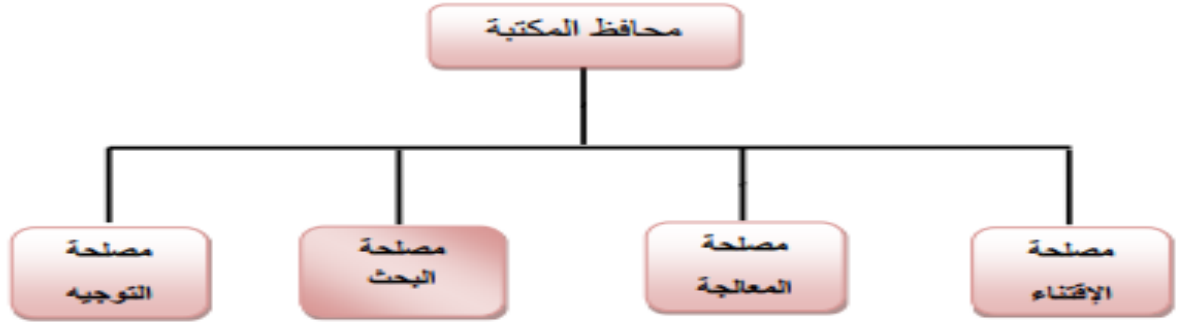 محافظ المكتبة
مصلحة
الإقتناء
مصلحة
المعالجة
مصلحة
البحث
مصلحة
التوجيه